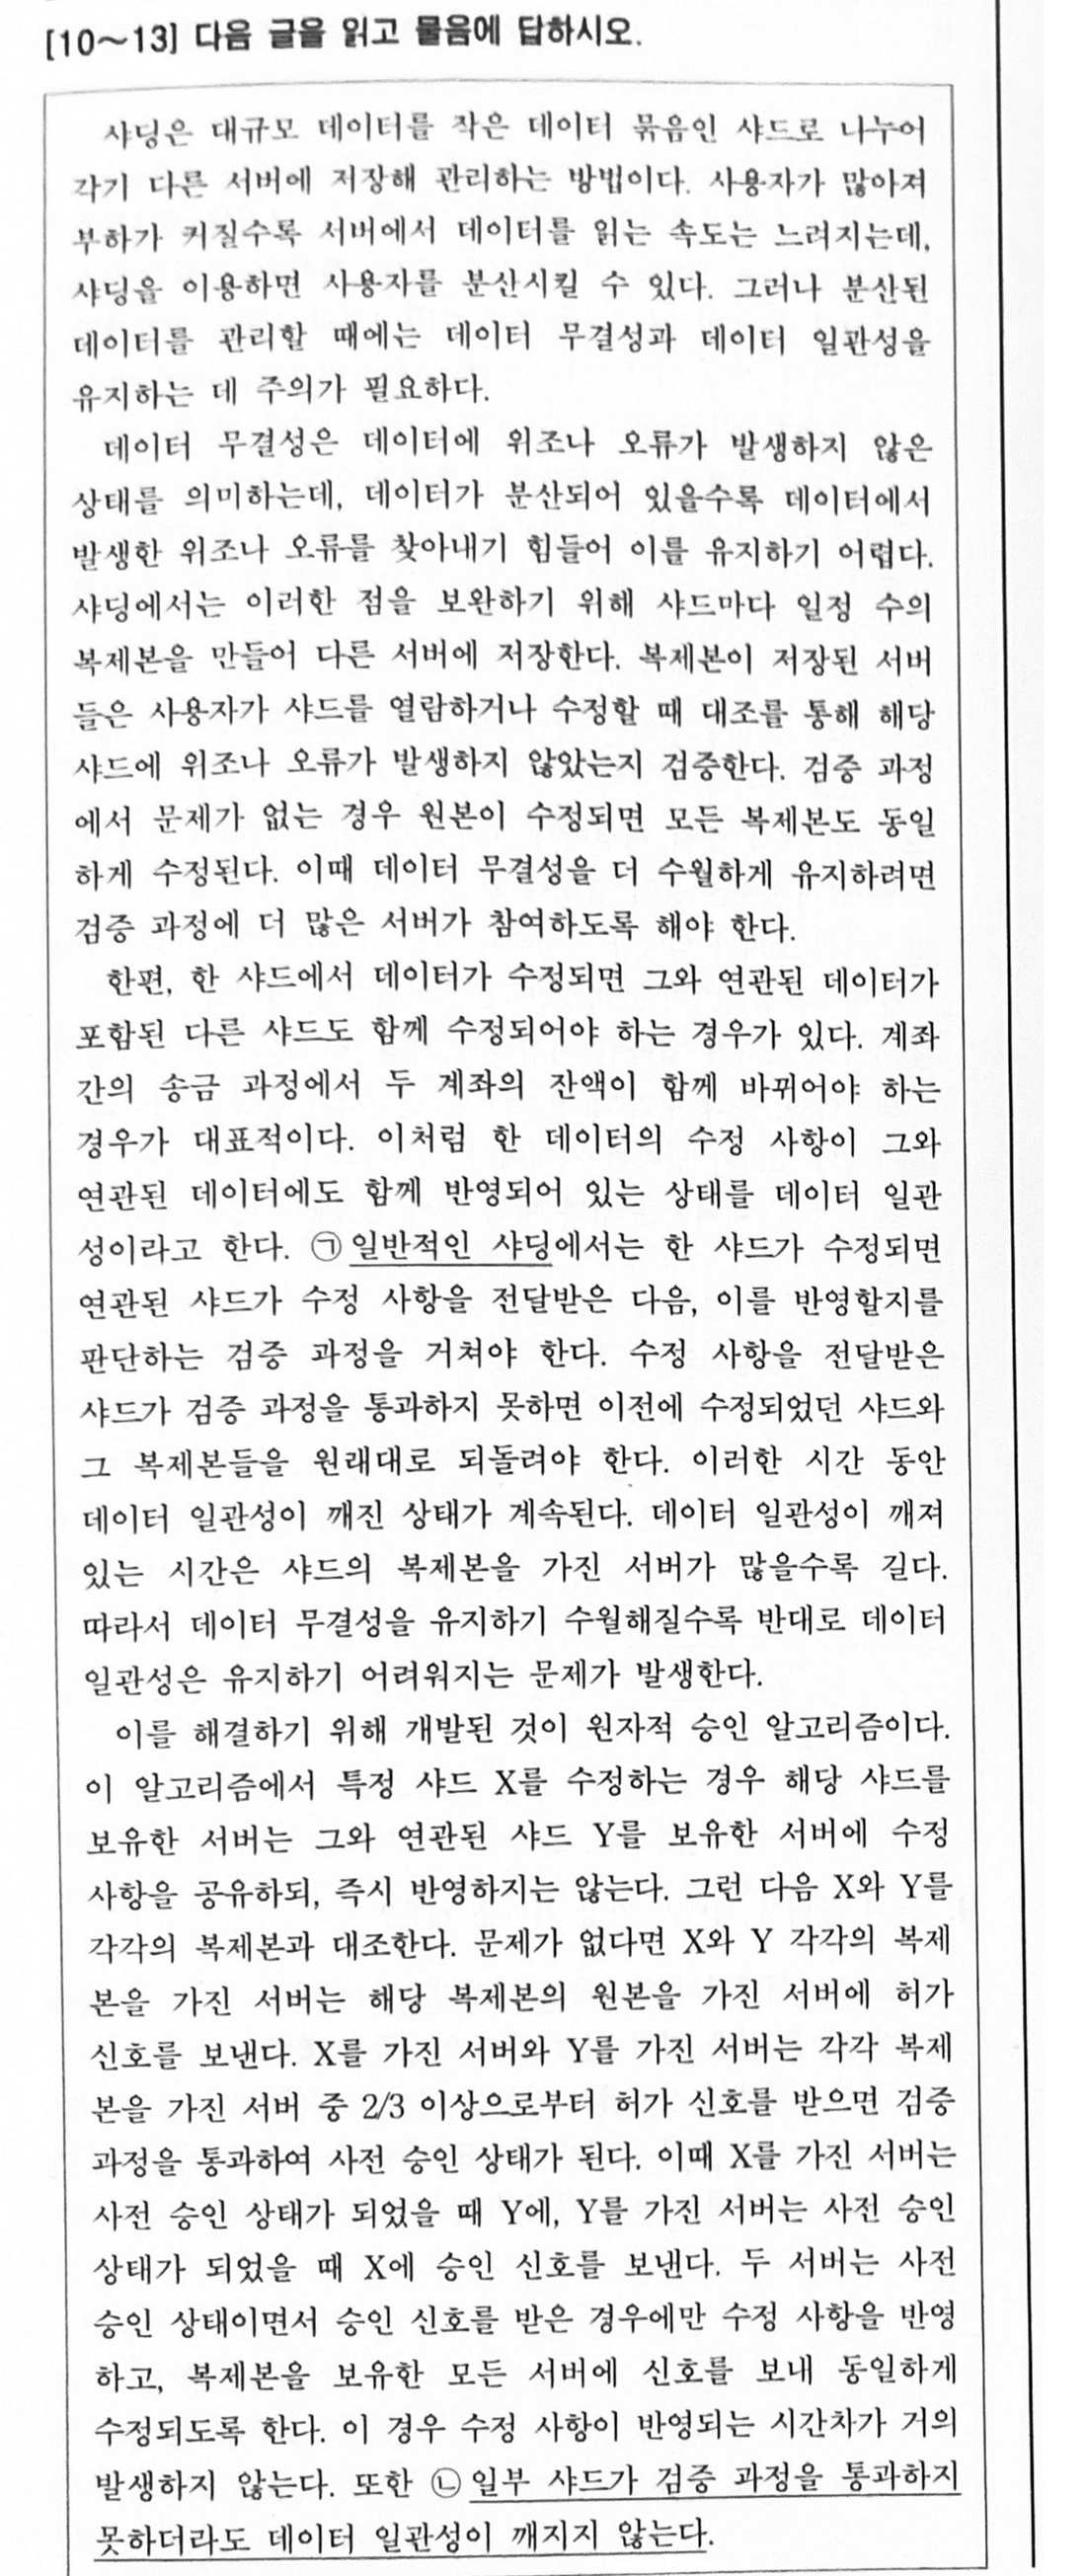 [10~13] 다음 글을 읽고 물음에 답하시오.
샤딩은 대규모 데이터를 작은 데이터 묶음인 샤드로 나누어
각기 다른 서버에 저장해 관리하는 방법이다. 사용자가 많아져
부하가 커질수록 서버에서 데이터를 읽는 속도는 느려지는데,
샤딩을 이용하면 사용자를 분산시킬 수 있다. 그러나 분산된
데이터를 관리할 때에는 데이터 무결성과 데이터 일관성을
유지하는 데 주의가 필요하다.
데이터 무결성은 데이터에 위조나 오류가 발생하지 않은
상태를 의미하는데, 데이터가 분산되어 있을수록 데이터에서
발생한 위조나 오류를 찾아내기 힘들어 이를 유지하기 어렵다.
샤딩에서는 이러한 점을 보완하기 위해 샤드마다 일정 수의
복제본을 만들어 다른 서버에 저장한다. 복제본이 저장된 서버
들은 사용자가 샤드를 열람하거나 수정할 때 대조를 통해 해당
샤드에 위조나 오류가 발생하지 않았는지 검증한다. 검증 과정
에서 문제가 없는 경우 원본이 수정되면 모든 복제본도 동일
하게 수정된다. 이때 데이터 무결성을 더 수월하게 유지하려면
검증 과정에 더 많은 서버가 참여하도록 해야 한다.
한편, 한 샤드에서 데이터가 수정되면 그와 연관된 데이터가
포함된 다른 샤드도 함께 수정되어야 하는 경우가 있다. 계좌
간의 송금 과정에서 두 계좌의 잔액이 함께 바뀌어야 하는
경우가 대표적이다. 이처럼 한 데이터의 수정 사항이 그와
연관된 데이터에도 함께 반영되어 있는 상태를 데이터 일관
성이라고 한다. ㉠일반적인 샤딩에서는 한 샤드가 수정되면
연관된 샤드가 수정 사항을 전달받은 다음, 이를 반영할지를
판단하는 검증 과정을 거쳐야 한다. 수정 사항을 전달받은
샤드가 검증 과정을 통과하지 못하면 이전에 수정되었던 샤드와
그 복제본들을 원래대로 되돌려야 한다. 이러한 시간 동안
데이터 일관성이 깨진 상태가 계속된다. 데이터 일관성이 깨져
있는 시간은 샤드의 복제본을 가진 서버가 많을수록 길다.
따라서 데이터 무결성을 유지하기 수월해질수록 반대로 데이터
일관성은 유지하기 어려워지는 문제가 발생한다.
이를 해결하기 위해 개발된 것이 원자적 승인 알고리즘이다.
이 알고리즘에서 특정 샤드 X를 수정하는 경우 해당 샤드를
보유한 서버는 그와 연관된 샤드 Y를 보유한 서버에 수정
사항을 공유하되, 즉시 반영하지는 않는다. 그런 다음 X와 Y를
각각의 복제본과 대조한다. 문제가 없다면 X와 Y 각각의 복제
본을 가진 서버는 해당 복제본의 원본을 가진 서버에 허가
신호를 보낸다. X를 가진 서버와 Y를 가진 서버는 각각 복제
본을 가진 서버 중 2/3 이상으로부터 허가 신호를 받으면 검증
과정을 통과하여 사전 승인 상태가 된다. 이때 X를 가진 서버는
사전 승인 상태가 되었을 때 Y에, Y를 가진 서버는 사전 승인
상태가 되었을 때 X에 승인 신호를 보낸다. 두 서버는 사전
승인 상태이면서 승인 신호를 받은 경우에만 수정 사항을 반영
하고, 복제본을 보유한 모든 서버에 신호를 보내 동일하게
수정되도록 한다. 이 경우 수정 사항이 반영되는 시간차가 거의
발생하지 않는다. 또한 ㉡일부 샤드가 검증 과정을 통과하지
못하더라도 데이터 일관성이 깨지지 않는다.